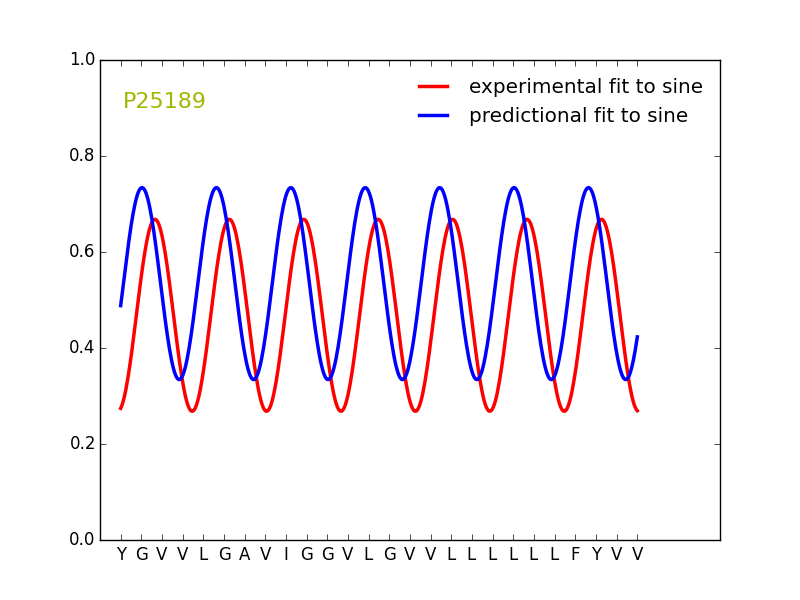 1.0
P25189
experimental fit to sine
predictional fit to sine
0.8
0.6
0.4
0.2
0.0
Y G V V L G A V I G G V L G V V L L L L L L F Y V V